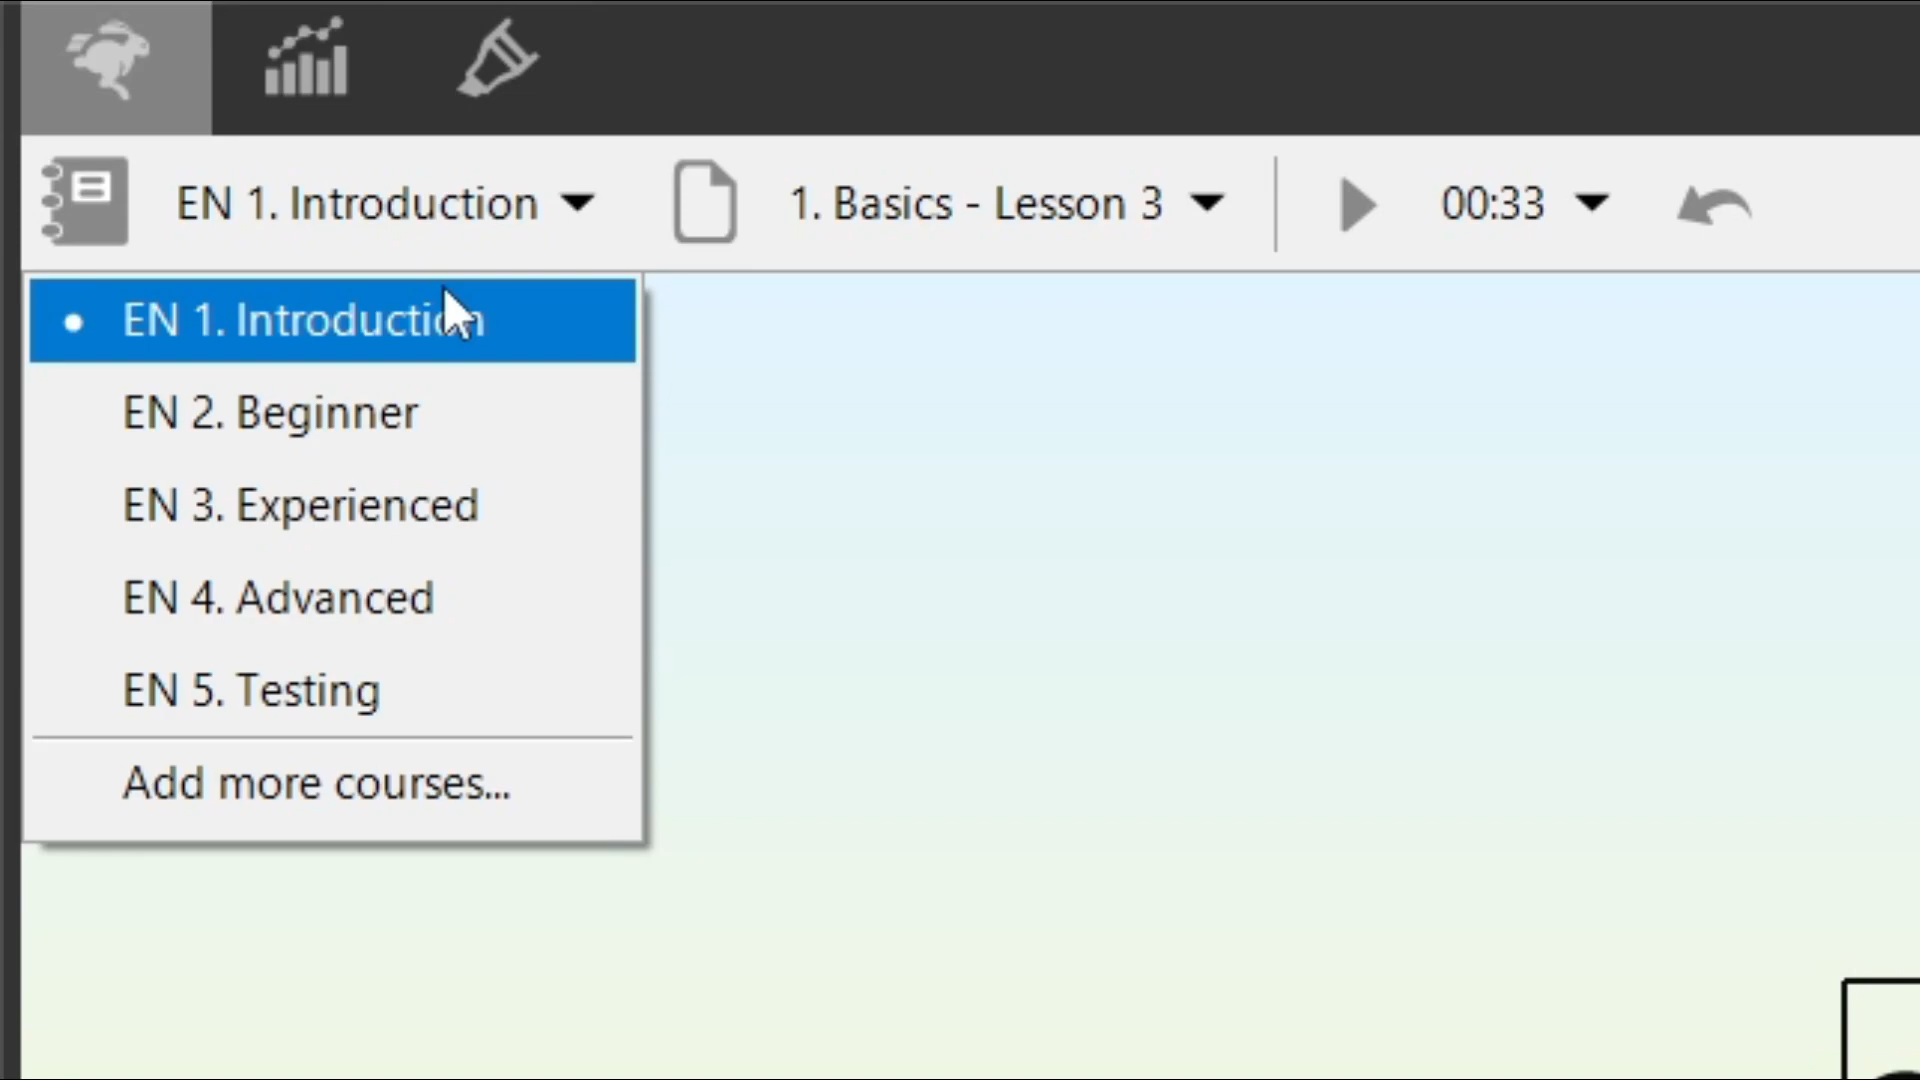 EN 1. Introduction 1. Basics - Lesson 3 00:33
EN 1. Introduction
EN 2. Beginner
EN 3. Experienced
EN 4. Advanced
EN 5. Testing
Add more courses...